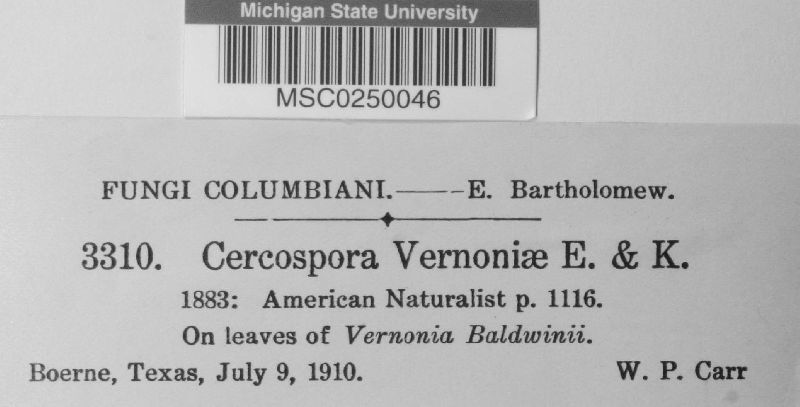 Michigan State University
MSC0250046
FUNGI COLUMBIANI.——E. Bartholomew.
3310. Cercospora Vernoniæ E. & K.
1883: American Naturalist p. 1116.
On leaves of Vernonia Baldwinii.
Boerne, Texas, July 9, 1910. W. P. Carr